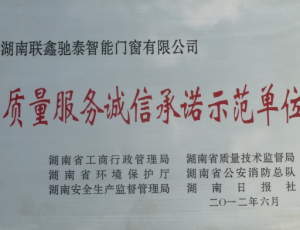 湖南联鑫驰泰智能门窗有限公司
质量服务诚信承诺示范单位
湖南省工商行政管理局 湖南省质量技术监督局
湖南省环境保护厅 湖南省公安消防总队
湖南安全生产监督管理局 湖南日报社
二〇一二年六月